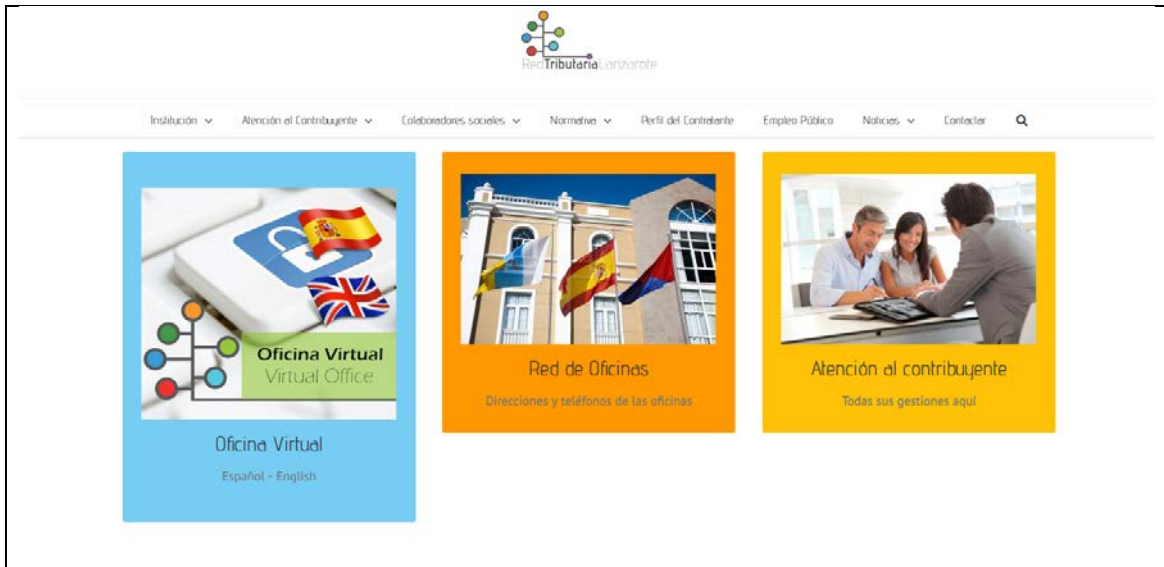 RedTributariaLanzarote
Institución Atención al Contribuyente Colaboradores sociales Normativa Perfil del Contratante Empleo Público Noticias Contactar
Oficina Virtual
Virtual Office
Oficina Virtual
Español - English
Red de Oficinas
Direcciones y teléfonos de las oficinas
Atención al contribuyente
Todas sus gestiones aquí